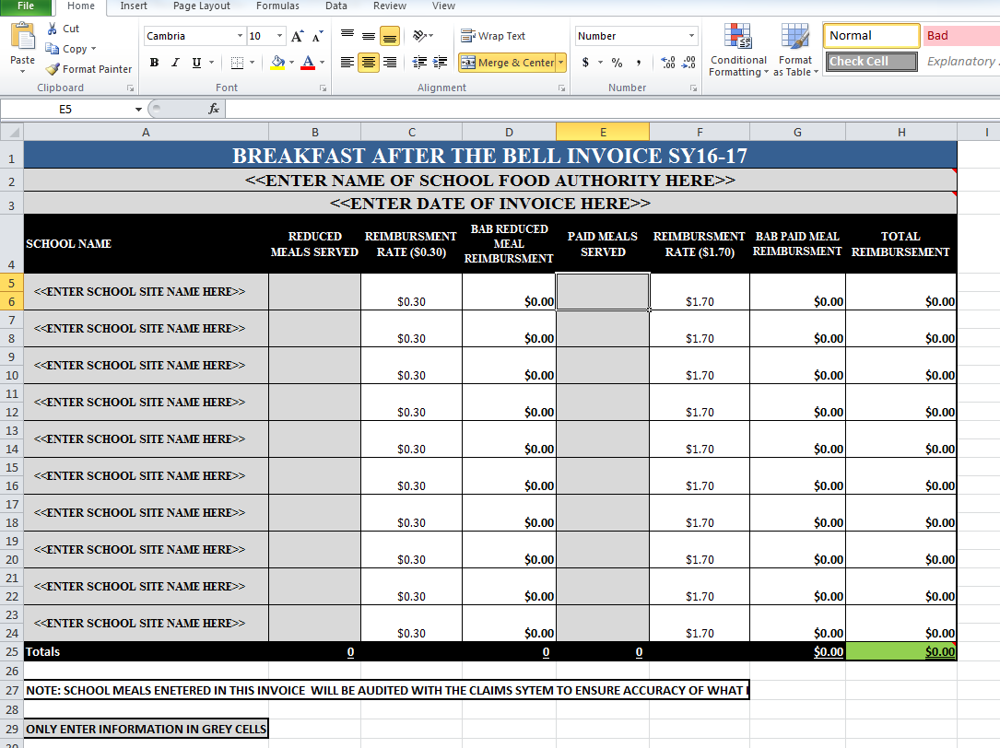 File Home Insert Page Layout Formulas Data Review View
Cut Cambria 10 A A Wrap Text Number Normal Bad
Paste Copy Format Painter B I U A Merge & Center $ % , .00 .0 .00 Conditional Formatting Format as Table Check Cell Explanatory
Clipboard Font Alignment Number
E5 fx
A B C D E F G H I
1 BREAKFAST AFTER THE BELL INVOICE SY16-17
2 <<ENTER NAME OF SCHOOL FOOD AUTHORITY HERE>>
3 <<ENTER DATE OF INVOICE HERE>>
4 SCHOOL NAME REDUCED MEALS SERVED REIMBURSMENT RATE ($0.30) BAB REDUCED MEAL REIMBURSMENT PAID MEALS SERVED REIMBURSMENT RATE ($1.70) BAB PAID MEAL REIMBURSMENT TOTAL REIMBURSEMENT
5 <<ENTER SCHOOL SITE NAME HERE>>
6 $0.30 $0.00 $1.70 $0.00 $0.00
7 <<ENTER SCHOOL SITE NAME HERE>>
8 $0.30 $0.00 $1.70 $0.00 $0.00
9 <<ENTER SCHOOL SITE NAME HERE>>
10 $0.30 $0.00 $1.70 $0.00 $0.00
11 <<ENTER SCHOOL SITE NAME HERE>>
12 $0.30 $0.00 $1.70 $0.00 $0.00
13 <<ENTER SCHOOL SITE NAME HERE>>
14 $0.30 $0.00 $1.70 $0.00 $0.00
15 <<ENTER SCHOOL SITE NAME HERE>>
16 $0.30 $0.00 $1.70 $0.00 $0.00
17 <<ENTER SCHOOL SITE NAME HERE>>
18 $0.30 $0.00 $1.70 $0.00 $0.00
19 <<ENTER SCHOOL SITE NAME HERE>>
20 $0.30 $0.00 $1.70 $0.00 $0.00
21 <<ENTER SCHOOL SITE NAME HERE>>
22 $0.30 $0.00 $1.70 $0.00 $0.00
23 <<ENTER SCHOOL SITE NAME HERE>>
24 $0.30 $0.00 $1.70 $0.00 $0.00
25 Totals 0 0 0 $0.00 $0.00
26
27 NOTE: SCHOOL MEALS ENETERED IN THIS INVOICE WILL BE AUDITED WITH THE CLAIMS SYTEM TO ENSURE ACCURACY OF WHAT
28
29 ONLY ENTER INFORMATION IN GREY CELLS